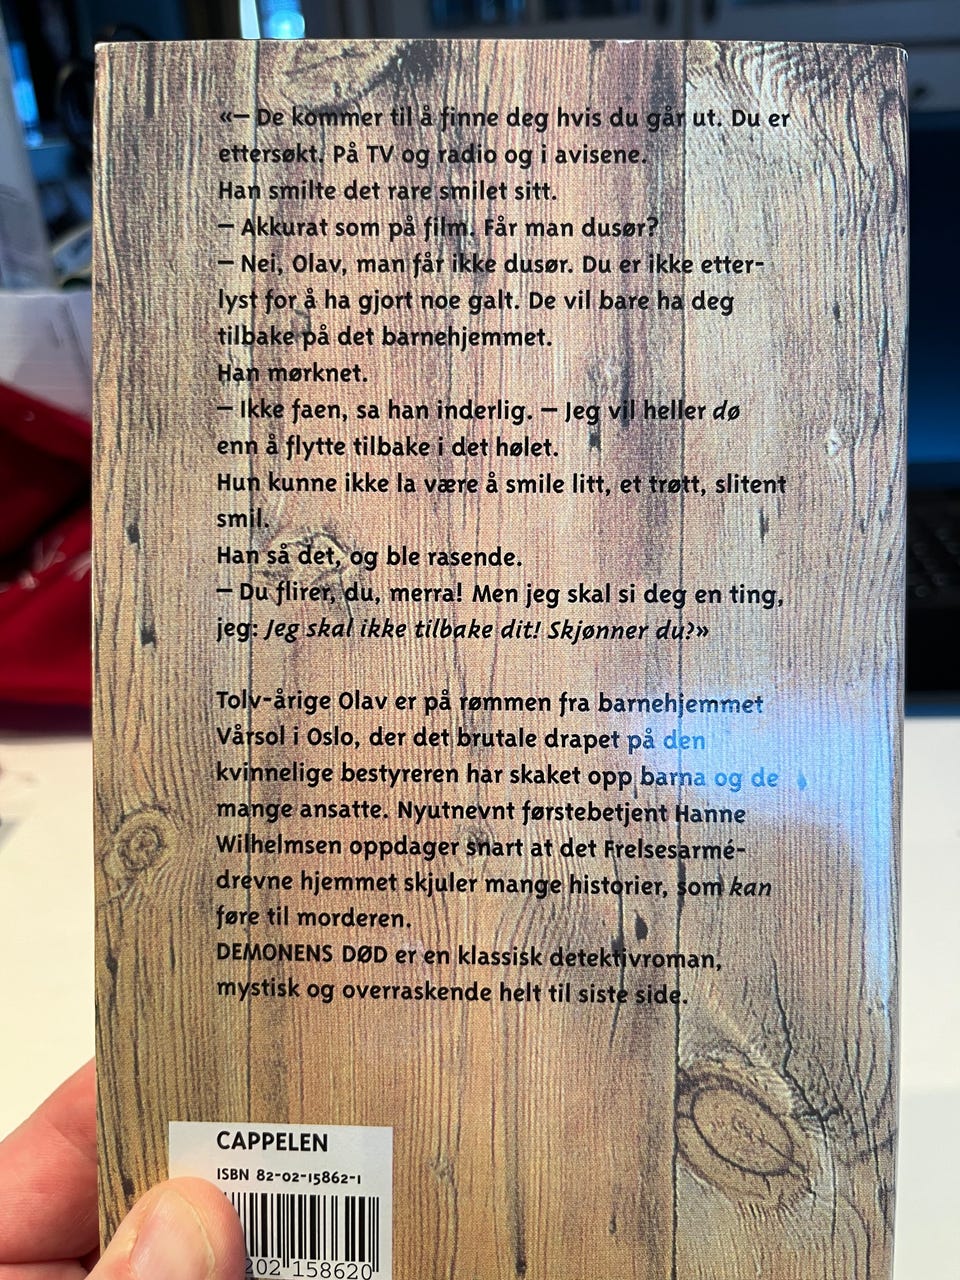 «— De kommer til å finne deg hvis du går ut. Du er
ettersøkt. På TV og radio og i avisene.
Han smilte det rare smilet sitt.
— Akkurat som på film. Får man dusør?
— Nei, Olav, man får ikke dusør. Du er ikke etter-
lyst for å ha gjort noe galt. De vil bare ha deg
tilbake på det barnehjemmet.
Han mørknet.
— Ikke faen, sa han inderlig. — Jeg vil heller dø
enn å flytte tilbake i det hølet.
Hun kunne ikke la være å smile litt, et trøtt, slitent
smil.
Han så det, og ble rasende.
— Du flirer, du, merra! Men jeg skal si deg en ting,
jeg: Jeg skal ikke tilbake dit! Skjønner du?»
Tolv-årige Olav er på rømmen fra barnehjemmet
Vårsol i Oslo, der det brutale drapet på den
kvinnelige bestyreren har skaket opp barna og de
mange ansatte. Nyutnevnt førstebetjent Hanne
Wilhelmsen oppdager snart at det Frelsesarmé-
drevne hjemmet skjuler mange historier, som kan
føre til morderen.
DEMONENS DØD er en klassisk detektivroman,
mystisk og overraskende helt til siste side.
CAPPELEN
ISBN 82-02-15862-1
202 158620